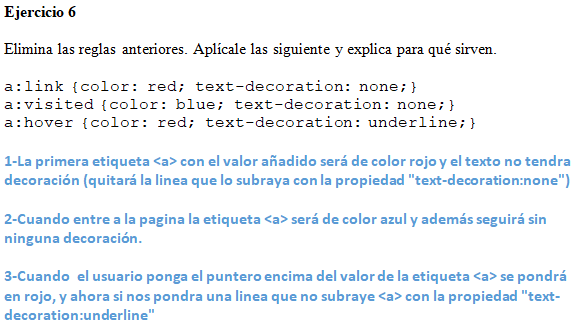 Ejercicio 6
Elimina las reglas anteriores. Aplícale las siguiente y explica para qué sirven.
a:link {color: red; text-decoration: none;}
a:visited {color: blue; text-decoration: none;}
a:hover {color: red; text-decoration: underline;}
1-La primera etiqueta <a> con el valor añadido será de color rojo y el texto no tendra
decoración (quitará la linea que lo subraya con la propiedad "text-decoration:none")
2-Cuando entre a la pagina la etiqueta <a> será de color azul y además seguirá sin
ninguna decoración.
3-Cuando  el usuario ponga el puntero encima del valor de la etiqueta <a> se pondrá
en rojo, y ahora si nos pondra una linea que no subraye <a> con la propiedad "text-
decoration:underline"